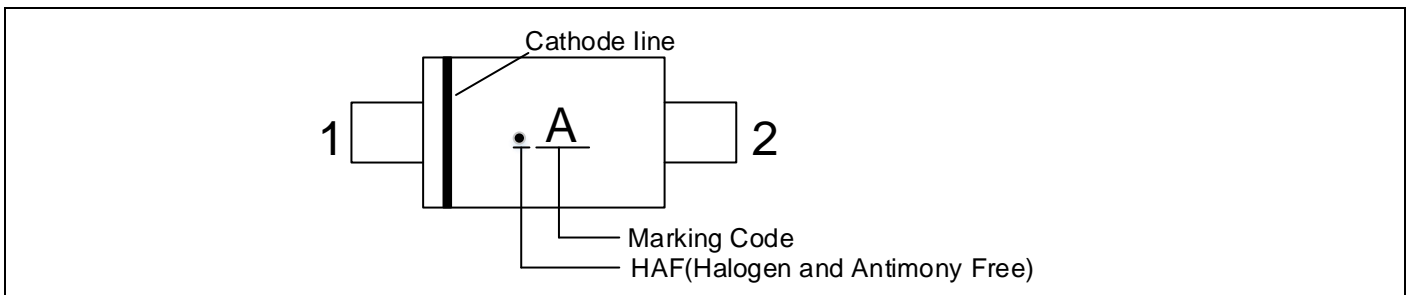 Cathode line
1
• A
2
Marking Code
HAF(Halogen and Antimony Free)